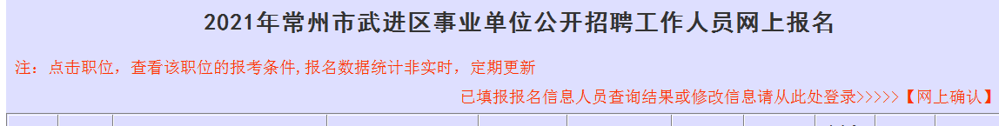 2021年常州市武进区事业单位公开招聘工作人员网上报名
注：点击职位，查看该职位的报考条件,报名数据统计非实时，定期更新
已填报报名信息人员查询结果或修改信息请从此处登录>>>>>【网上确认】